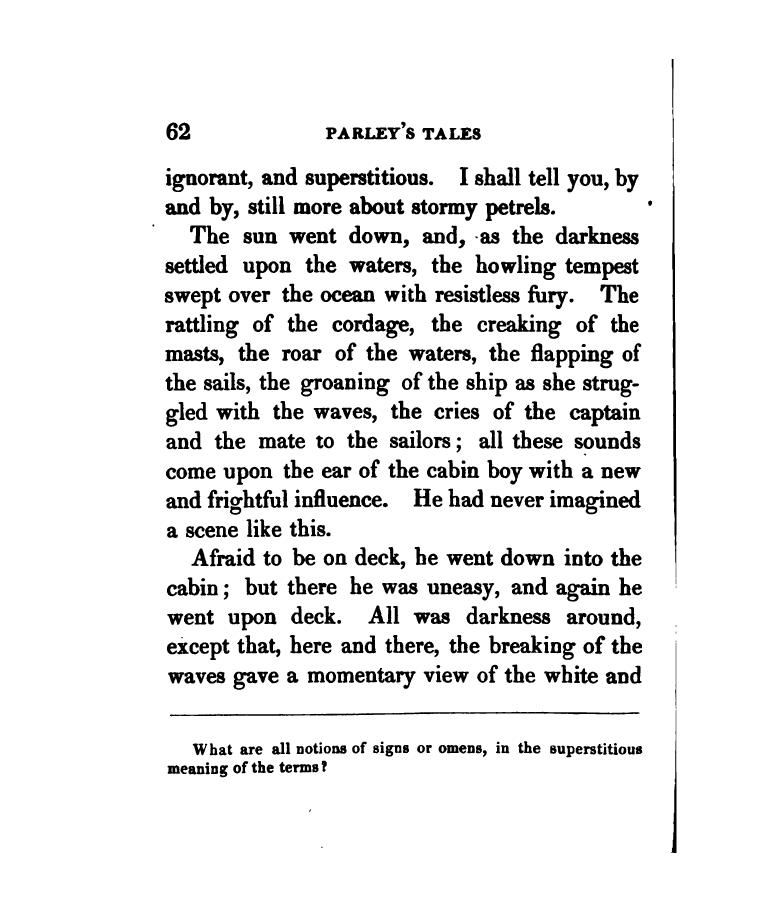 62 PARLEY'S TALES
ignorant, and superstitious. I shall tell you, by
and by, still more about stormy petrels.
The sun went down, and, as the darkness
settled upon the waters, the howling tempest
swept over the ocean with resistless fury. The
rattling of the cordage, the creaking of the
masts, the roar of the waters, the flapping of
the sails, the groaning of the ship as she strug-
gled with the waves, the cries of the captain
and the mate to the sailors; all these sounds
come upon the ear of the cabin boy with a new
and frightful influence. He had never imagined
a scene like this.
Afraid to be on deck, he went down into the
cabin; but there he was uneasy, and again he
went upon deck. All was darkness around,
except that, here and there, the breaking of the
waves gave a momentary view of the white and
What are all notions of signs or omens, in the superstitious
meaning of the terms?